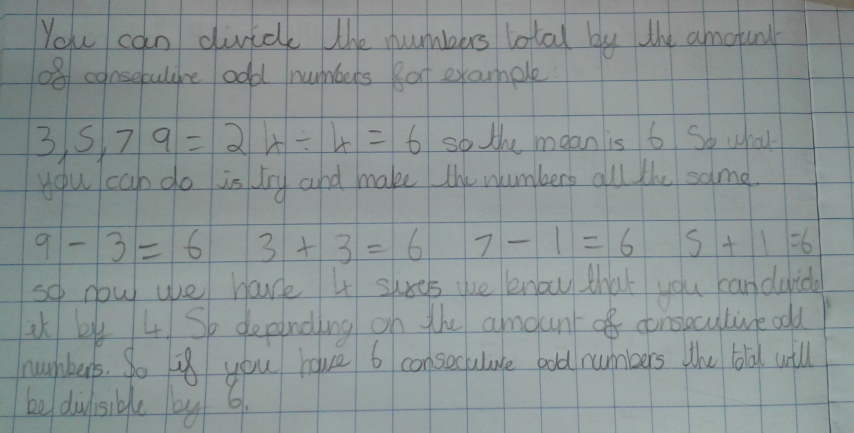 You can divide the numbers total by the amount
of consecutive odd numbers for example.
3, 5, 7 9 = 24 ÷ 4 = 6 so the mean is 6. So what
you can do is try and make the numbers all the same.
9 - 3 = 6 3 + 3 = 6 7 - 1 = 6 5 + 1 = 6
so now we have 4 sixes we know that you can divide
it by 4. So depending on the amount of consecutive odd
numbers. So if you have 6 consecutive odd numbers the total will
be divisible by 6.